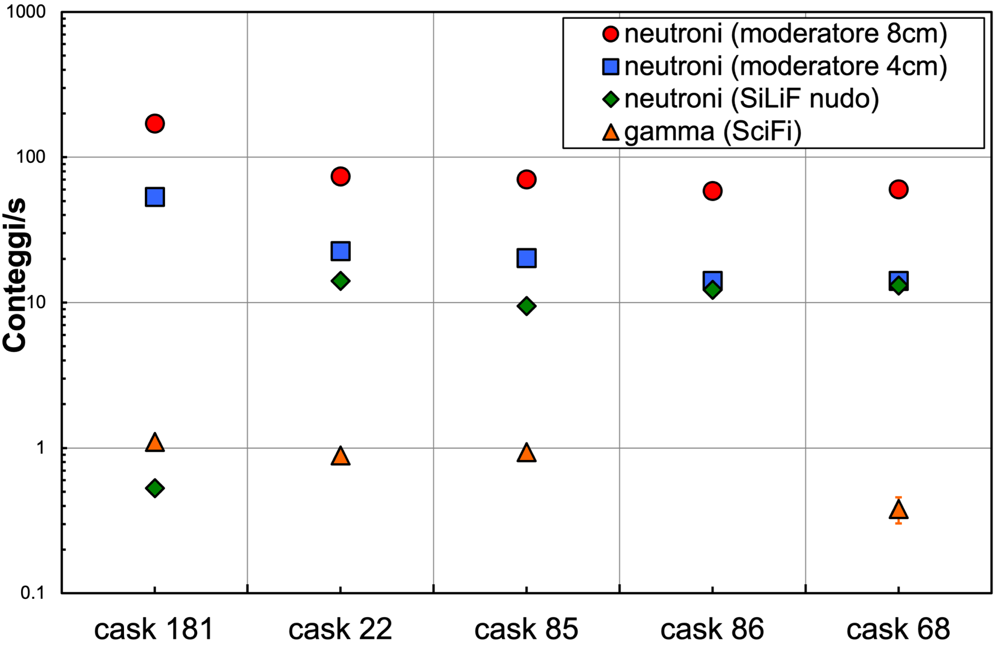 1000
100
10
1
0.1
Conteggi/s
neutroni (moderatore 8cm)
neutroni (moderatore 4cm)
neutroni (SiLiF nudo)
gamma (SciFi)
cask 181
cask 22
cask 85
cask 86
cask 68